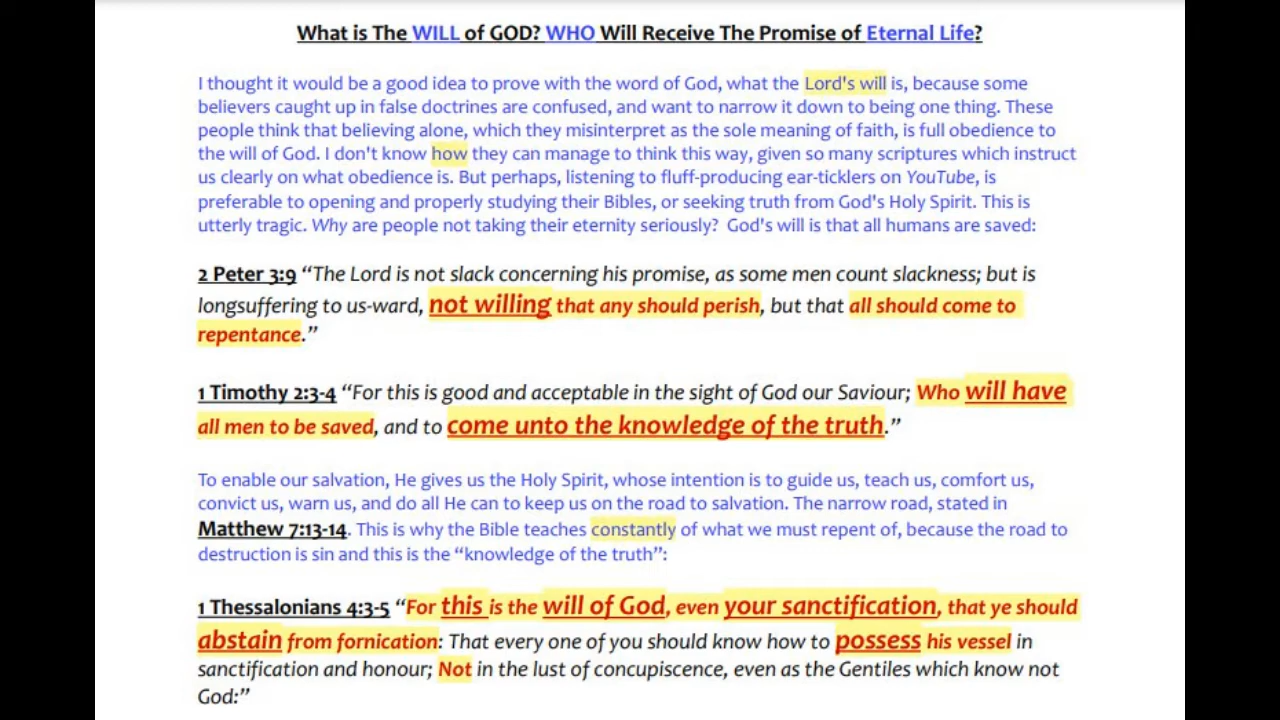 What is The WILL of GOD? WHO Will Receive The Promise of Eternal Life?
I thought it would be a good idea to prove with the word of God, what the Lord's will is, because some
believers caught up in false doctrines are confused, and want to narrow it down to being one thing. These
people think that believing alone, which they misinterpret as the sole meaning of faith, is full obedience to
the will of God. I don't know how they can manage to think this way, given so many scriptures which instruct
us clearly on what obedience is. But perhaps, listening to fluff-producing ear-ticklers on YouTube, is
preferable to opening and properly studying their Bibles, or seeking truth from God's Holy Spirit. This is
utterly tragic. Why are people not taking their eternity seriously?  God's will is that all humans are saved:
2 Peter 3:9 “The Lord is not slack concerning his promise, as some men count slackness; but is
longsuffering to us-ward, not willing that any should perish, but that all should come to
repentance.”
1 Timothy 2:3-4 “For this is good and acceptable in the sight of God our Saviour; Who will have
all men to be saved, and to come unto the knowledge of the truth.”
To enable our salvation, He gives us the Holy Spirit, whose intention is to guide us, teach us, comfort us,
convict us, warn us, and do all He can to keep us on the road to salvation. The narrow road, stated in
Matthew 7:13-14. This is why the Bible teaches constantly of what we must repent of, because the road to
destruction is sin and this is the “knowledge of the truth”:
1 Thessalonians 4:3-5 “For this is the will of God, even your sanctification, that ye should
abstain from fornication: That every one of you should know how to possess his vessel in
sanctification and honour; Not in the lust of concupiscence, even as the Gentiles which know not
God:”